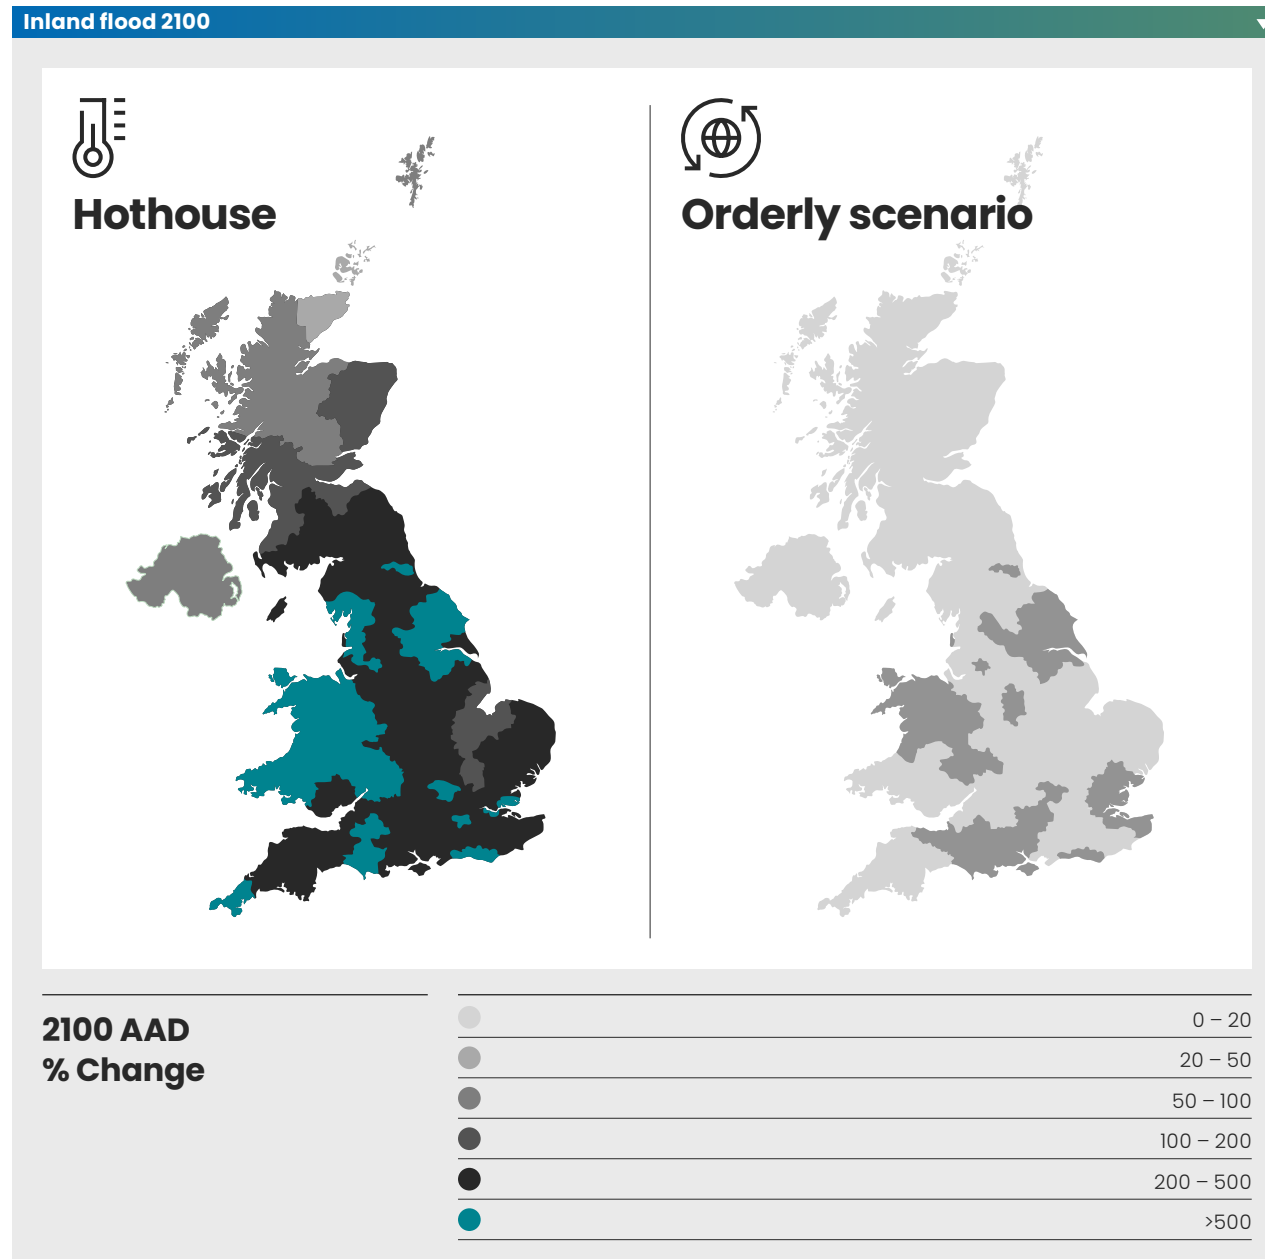 Inland flood 2100
Hothouse
Orderly scenario
2100 AAD
% Change
0 – 20
20 – 50
50 – 100
100 – 200
200 – 500
>500